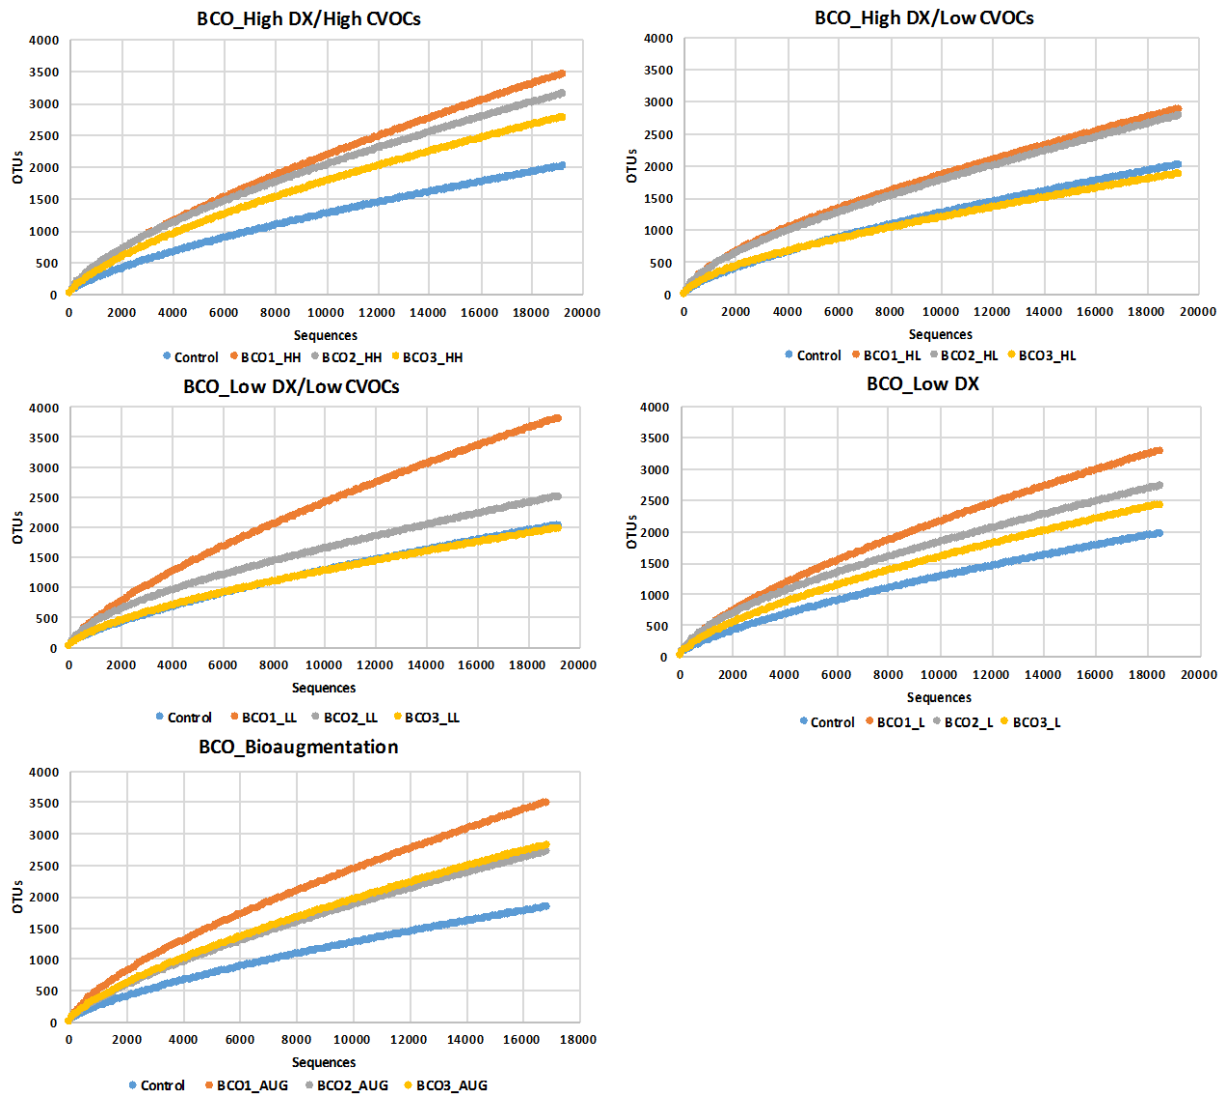 BCO_High DX/High CVOCs
4000
3500
3000
2500
2000
1500
1000
500
0
OTUs
0 2000 4000 6000 8000 10000 12000 14000 16000 18000 20000
Sequences
Control BCO1_HH BCO2_HH BCO3_HH
BCO_High DX/Low CVOCs
4000
3500
3000
2500
2000
1500
1000
500
0
OTUs
0 2000 4000 6000 8000 10000 12000 14000 16000 18000 20000
Sequences
Control BCO1_HL BCO2_HL BCO3_HL
BCO_Low DX/Low CVOCs
4000
3500
3000
2500
2000
1500
1000
500
0
OTUs
0 2000 4000 6000 8000 10000 12000 14000 16000 18000 20000
Sequences
Control BCO1_LL BCO2_LL BCO3_LL
BCO_Low DX
4000
3500
3000
2500
2000
1500
1000
500
0
OTUs
0 2000 4000 6000 8000 10000 12000 14000 16000 18000 20000
Sequences
Control BCO1_L BCO2_L BCO3_L
BCO_Bioaugmentation
4000
3500
3000
2500
2000
1500
1000
500
0
OTUs
0 2000 4000 6000 8000 10000 12000 14000 16000 18000
Sequences
Control BCO1_AUG BCO2_AUG BCO3_AUG